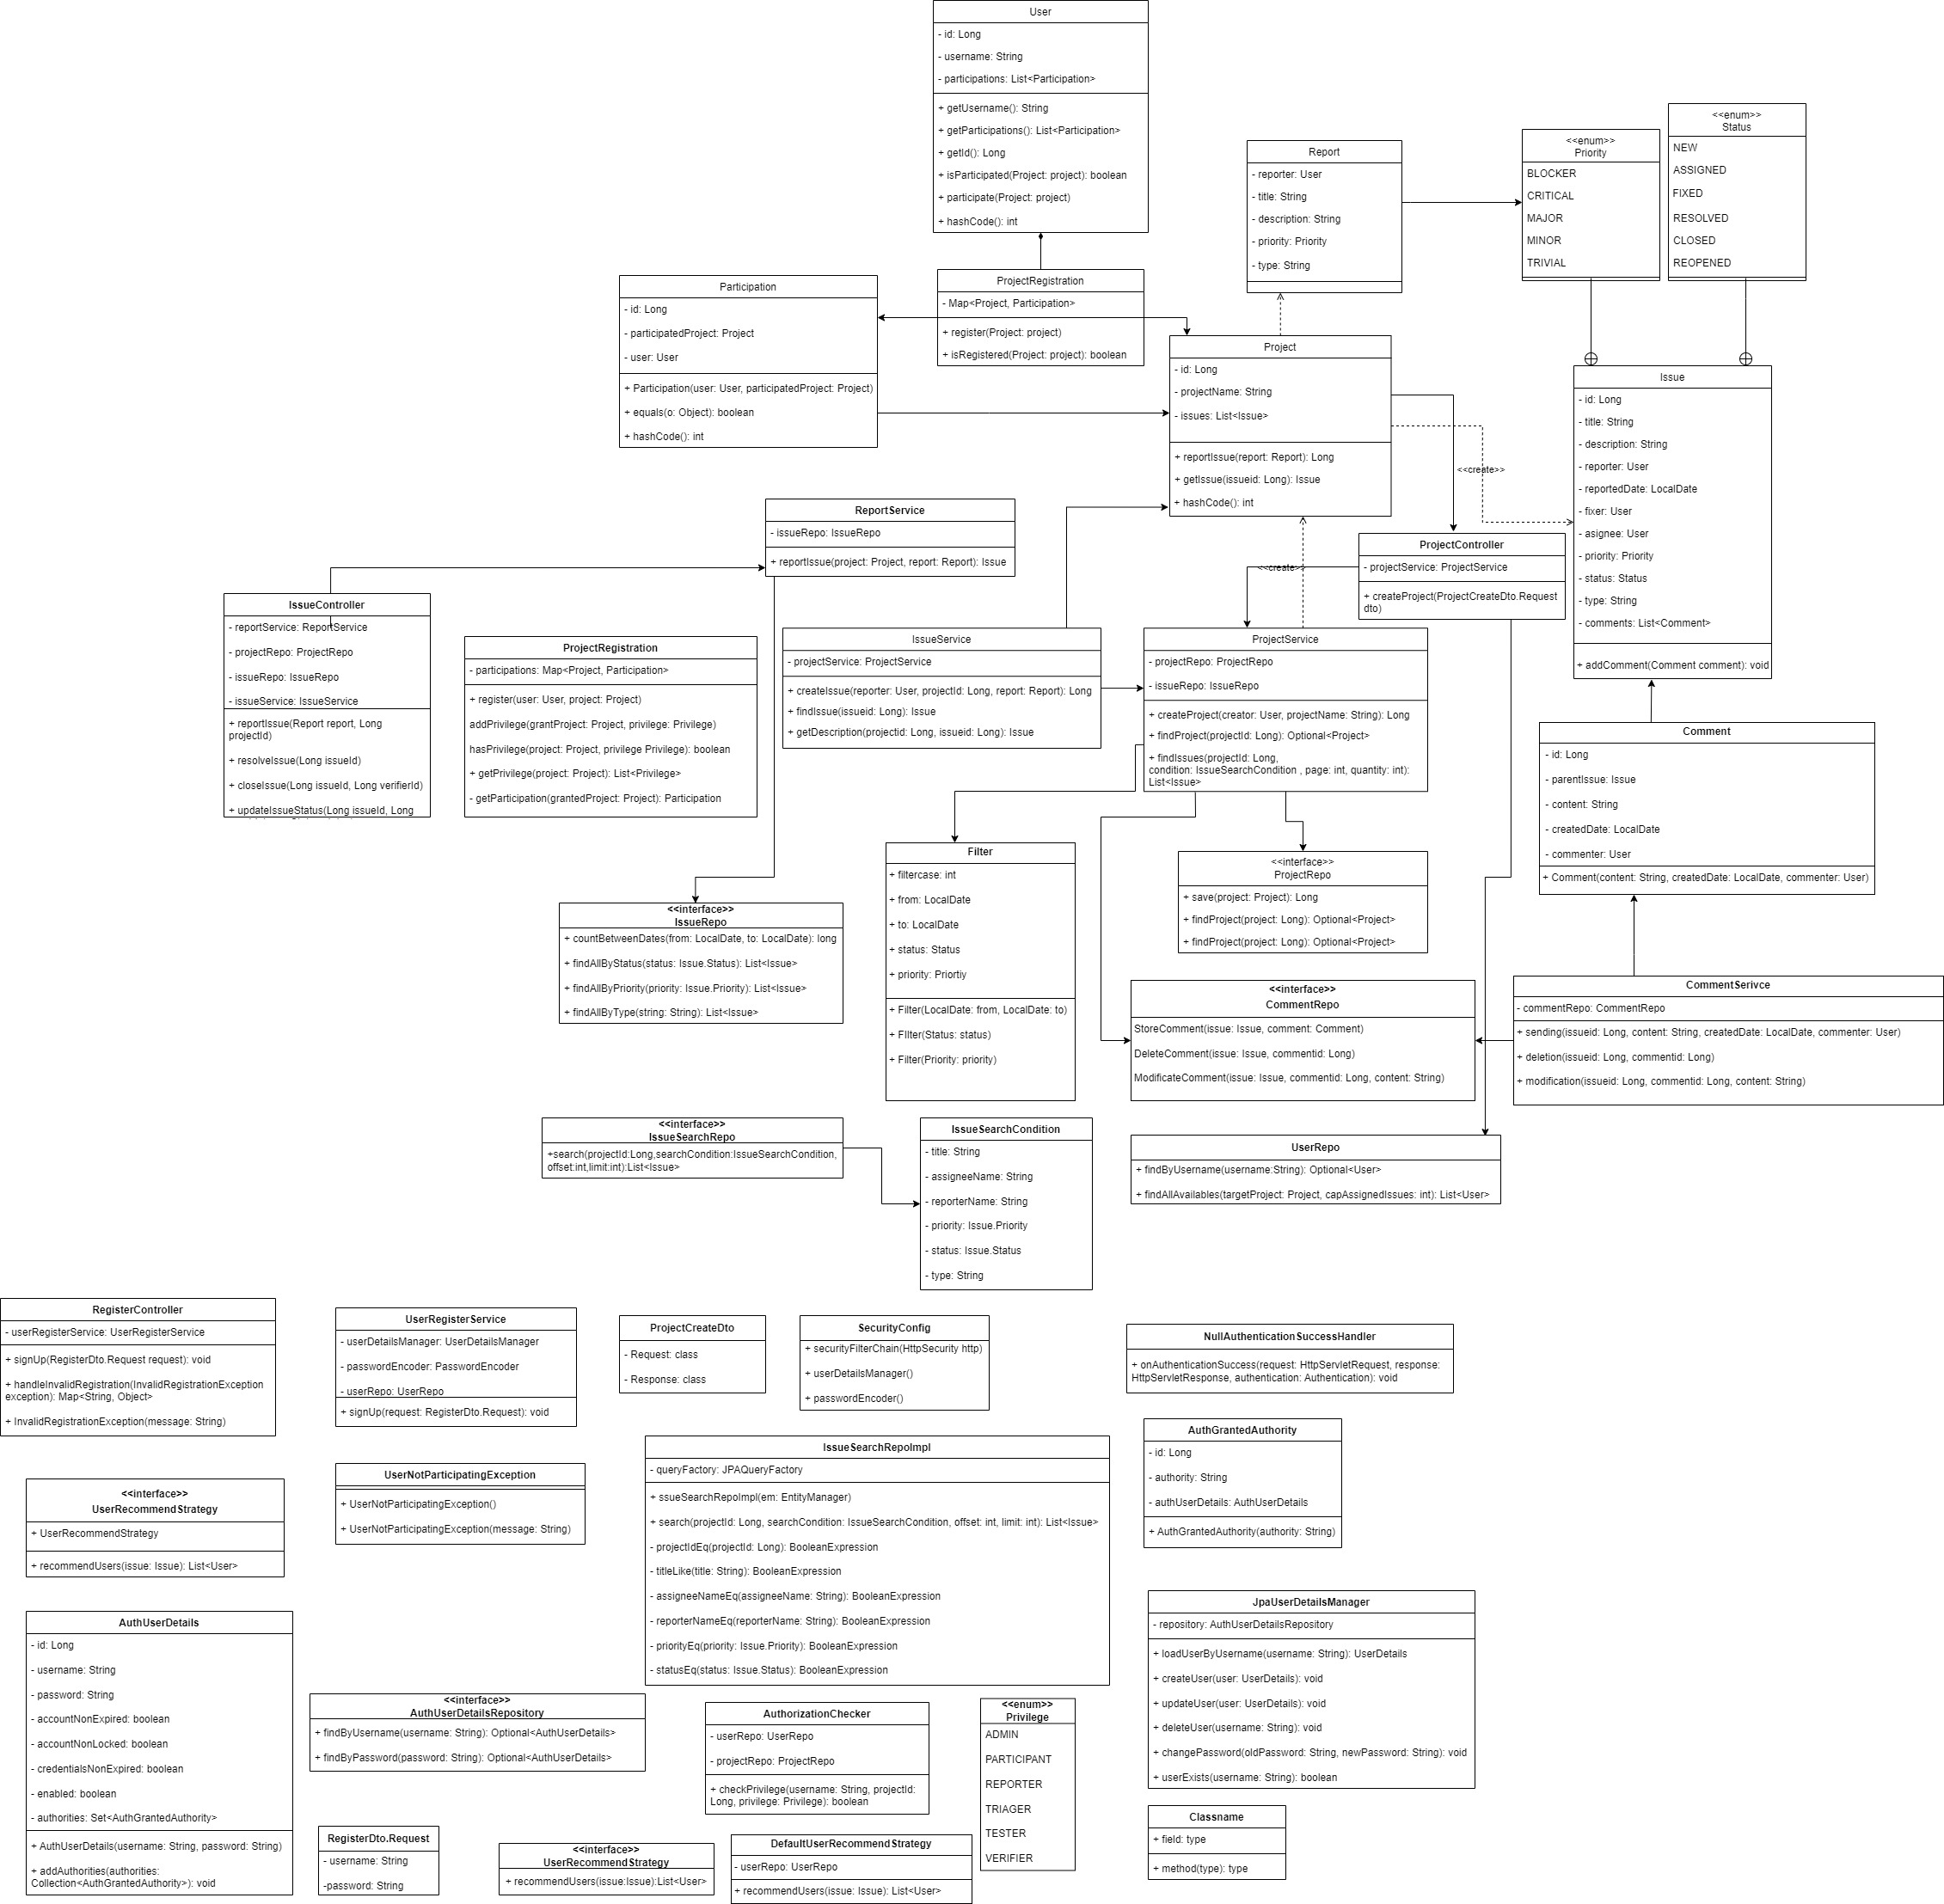 User
- id: Long
- username: String
- participations: List<Participation>
+ getUsername(): String
+ getParticipations(): List<Participation>
+ getId(): Long
+ isParticipated(Project: project): boolean
+ participate(Project: project)
+ hashCode(): int
Report
- reporter: User
- title: String
- description: String
- priority: Priority
- type: String
<<enum>>
Priority
BLOCKER
CRITICAL
MAJOR
MINOR
TRIVIAL
<<enum>>
Status
NEW
ASSIGNED
FIXED
RESOLVED
CLOSED
REOPENED
Participation
- id: Long
- participatedProject: Project
- user: User
+ Participation(user: User, participatedProject: Project)
+ equals(o: Object): boolean
+ hashCode(): int
ProjectRegistration
- Map<Project, Participation>
+ register(Project: project)
+ isRegistered(Project: project): boolean
Project
- id: Long
- projectName: String
- issues: List<Issue>
+ reportIssue(report: Report): Long
+ getIssue(issueid: Long): Issue
+ hashCode(): int
<<create>>
Issue
- id: Long
- title: String
- description: String
- reporter: User
- reportedDate: LocalDate
- fixer: User
- asignee: User
- priority: Priority
- status: Status
- type: String
- comments: List<Comment>
+ addComment(Comment comment): void
ReportService
- issueRepo: IssueRepo
+ reportIssue(project: Project, report: Report): Issue
ProjectController
- projectService: ProjectService
+ createProject(ProjectCreateDto.Request
dto)
<<create>>
IssueController
- reportService: ReportService
- projectRepo: ProjectRepo
- issueRepo: IssueRepo
- issueService: IssueService
+ reportIssue(Report report, Long
projectId)
+ resolveIssue(Long issueId)
+ closeIssue(Long issueId, Long verifierId)
+ updateIssueStatus(Long issueId, Long
ProjectRegistration
- participations: Map<Project, Participation>
+ register(user: User, project: Project)
addPrivilege(grantProject: Project, privilege: Privilege)
hasPrivilege(project: Project, privilege Privilege): boolean
+ getPrivilege(project: Project): List<Privilege>
- getParticipation(grantedProject: Project): Participation
IssueService
- projectService: ProjectService
+ createIssue(reporter: User, projectId: Long, report: Report): Long
+ findIssue(issueid: Long): Issue
+ getDescription(projectid: Long, issueid: Long): Issue
ProjectService
- projectRepo: ProjectRepo
- issueRepo: IssueRepo
+ createProject(creator: User, projectName: String): Long
+ findProject(projectId: Long): Optional<Project>
+ findIssues(projectId: Long,
condition: IssueSearchCondition , page: int, quantity: int):
List<Issue>
Comment
- id: Long
- parentIssue: Issue
- content: String
- createdDate: LocalDate
- commenter: User
+ Comment(content: String, createdDate: LocalDate, commenter: User)
Filter
+ filtercase: int
+ from: LocalDate
+ to: LocalDate
+ status: Status
+ priority: Priortiy
+ Filter(LocalDate: from, LocalDate: to)
+ FIlter(Status: status)
+ Filter(Priority: priority)
<<interface>>
ProjectRepo
+ save(project: Project): Long
+ findProject(project: Long): Optional<Project>
+ findProject(project: Long): Optional<Project>
<<interface>>
IssueRepo
+ countBetweenDates(from: LocalDate, to: LocalDate): long
+ findAllByStatus(status: Issue.Status): List<Issue>
+ findAllByPriority(priority: Issue.Priority): List<Issue>
+ findAllByType(string: String): List<Issue>
<<interface>>
CommentRepo
StoreComment(issue: Issue, comment: Comment)
DeleteComment(issue: Issue, commentid: Long)
ModificateComment(issue: Issue, commentid: Long, content: String)
CommentSerivce
- commentRepo: CommentRepo
+ sending(issueid: Long, content: String, createdDate: LocalDate, commenter: User)
+ deletion(issueid: Long, commentid: Long)
+ modification(issueid: Long, commentid: Long, content: String)
<<interface>>
IssueSearchRepo
+search(projectId:Long,searchCondition:IssueSearchCondition,
offset:int,limit:int):List<Issue>
IssueSearchCondition
- title: String
- assigneeName: String
- reporterName: String
- priority: Issue.Priority
- status: Issue.Status
- type: String
UserRepo
+ findByUsername(username:String): Optional<User>
+ findAllAvailables(targetProject: Project, capAssignedIssues: int): List<User>
RegisterController
- userRegisterService: UserRegisterService
+ signUp(RegisterDto.Request request): void
+ handleInvalidRegistration(InvalidRegistrationException
exception): Map<String, Object>
+ InvalidRegistrationException(message: String)
UserRegisterService
- userDetailsManager: UserDetailsManager
- passwordEncoder: PasswordEncoder
- userRepo: UserRepo
+ signUp(request: RegisterDto.Request): void
ProjectCreateDto
- Request: class
- Response: class
SecurityConfig
+ securityFilterChain(HttpSecurity http)
+ userDetailsManager()
+ passwordEncoder()
NullAuthenticationSuccessHandler
+ onAuthenticationSuccess(request: HttpServletRequest, response:
HttpServletResponse, authentication: Authentication): void
AuthGrantedAuthority
- id: Long
- authority: String
- authUserDetails: AuthUserDetails
+ AuthGrantedAuthority(authority: String)
IssueSearchRepoImpl
- queryFactory: JPAQueryFactory
+ ssueSearchRepoImpl(em: EntityManager)
+ search(projectId: Long, searchCondition: IssueSearchCondition, offset: int, limit: int): List<Issue>
- projectIdEq(projectId: Long): BooleanExpression
- titleLike(title: String): BooleanExpression
- assigneeNameEq(assigneeName: String): BooleanExpression
- reporterNameEq(reporterName: String): BooleanExpression
- priorityEq(priority: Issue.Priority): BooleanExpression
- statusEq(status: Issue.Status): BooleanExpression
UserNotParticipatingException
+ UserNotParticipatingException()
+ UserNotParticipatingException(message: String)
<<interface>>
UserRecommendStrategy
+ UserRecommendStrategy
+ recommendUsers(issue: Issue): List<User>
JpaUserDetailsManager
- repository: AuthUserDetailsRepository
+ loadUserByUsername(username: String): UserDetails
+ createUser(user: UserDetails): void
+ updateUser(user: UserDetails): void
+ deleteUser(username: String): void
+ changePassword(oldPassword: String, newPassword: String): void
+ userExists(username: String): boolean
AuthUserDetails
- id: Long
- username: String
- password: String
- accountNonExpired: boolean
- accountNonLocked: boolean
- credentialsNonExpired: boolean
- enabled: boolean
- authorities: Set<AuthGrantedAuthority>
+ AuthUserDetails(username: String, password: String)
+ addAuthorities(authorities:
Collection<AuthGrantedAuthority>): void
<<interface>>
AuthUserDetailsRepository
+ findByUsername(username: String): Optional<AuthUserDetails>
+ findByPassword(password: String): Optional<AuthUserDetails>
AuthorizationChecker
- userRepo: UserRepo
- projectRepo: ProjectRepo
+ checkPrivilege(username: String, projectId:
Long, privilege: Privilege): boolean
<<enum>>
Privilege
ADMIN
PARTICIPANT
REPORTER
TRIAGER
TESTER
VERIFIER
Classname
+ field: type
+ method(type): type
RegisterDto.Request
- username: String
-password: String
<<interface>>
UserRecommendStrategy
+ recommendUsers(issue:Issue):List<User>
DefaultUserRecommendStrategy
- userRepo: UserRepo
+ recommendUsers(issue: Issue): List<User>